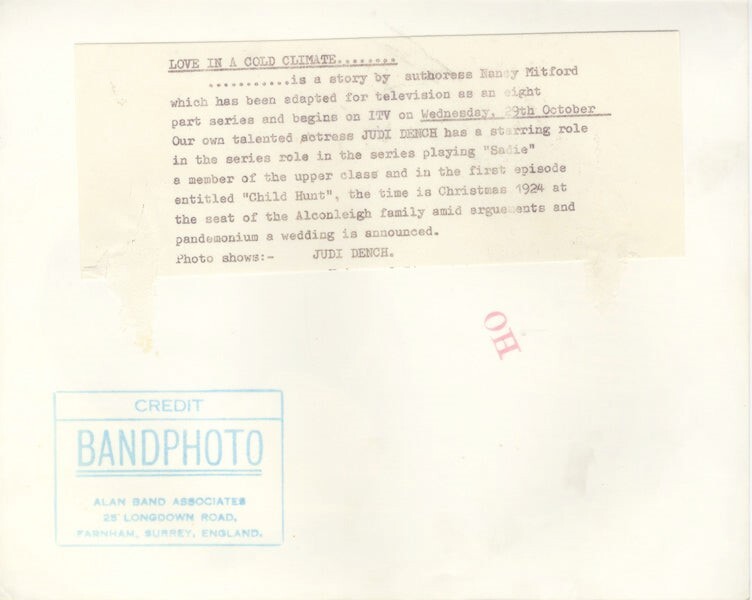 LOVE IN A COLD CLIMATE........
...........is a story by suthoress Nancy Mitford
which has been adapted for television as an eight
part series and begins on ITV on Wednesday, 29th October
Our own talented actress JUDI DENCH has a starring role
in the series role in the series playing "Sadie"
a member of the upper class and in the first episode
entitled "Child Hunt", the time is Christmas 1924 at
the seat of the Alconleigh family amid arguements and
pandemonium a wedding is announced.
Photo shows:- JUDI DENCH.
HO
CREDIT
BANDPHOTO
ALAN BAND ASSOCIATES
25 LONGDOWN ROAD,
FARNHAM, SURREY, ENGLAND.